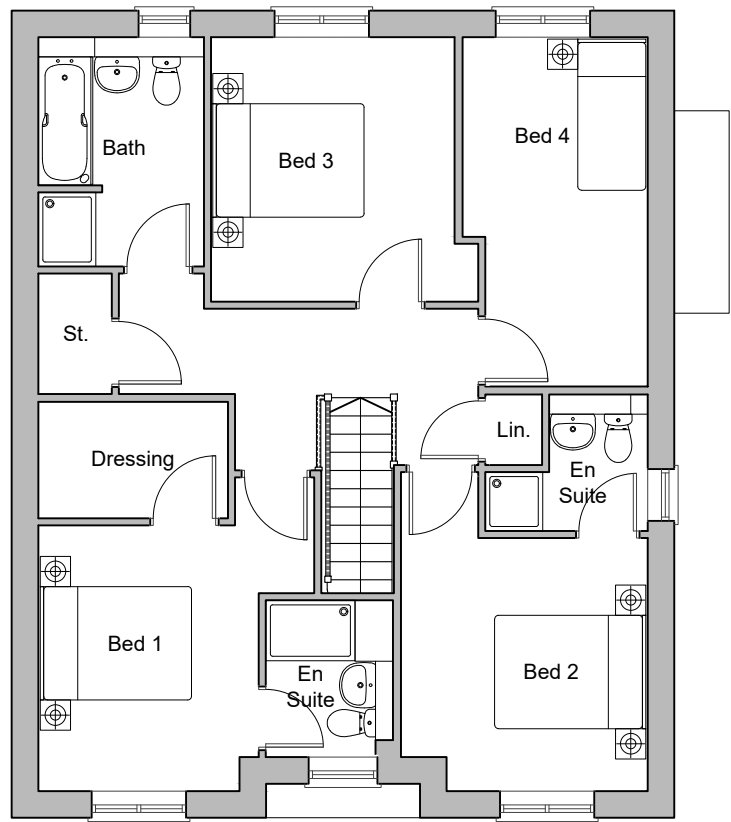 Bath
Bed 3
Bed 4
St.
Dressing
Lin.
En
Suite
Bed 1
En
Suite
Bed 2